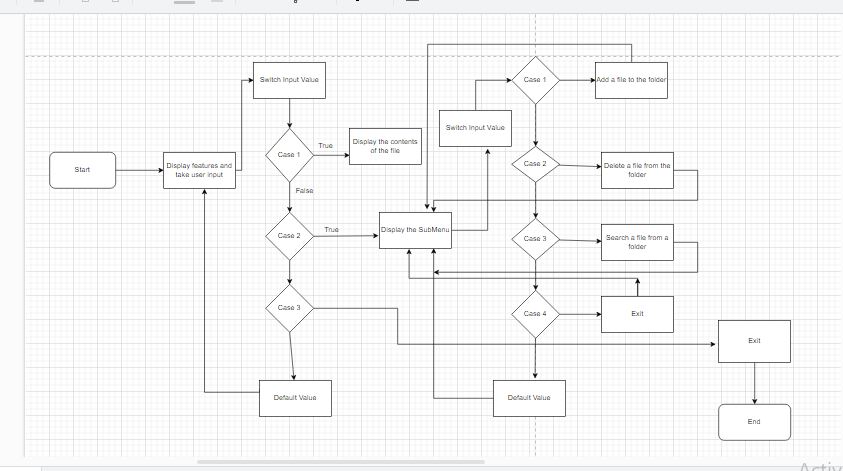 Start
Display features and
take user input
Switch Input Value
Case 1
True
Display the contents
of the file
False
Case 2
True
Display the SubMenu
Case 3
Default Value
Switch Input Value
Case 1
Add a file to the folder
Case 2
Delete a file from the
folder
Case 3
Search a file from a
folder
Case 4
Exit
Default Value
Exit
End
Activ